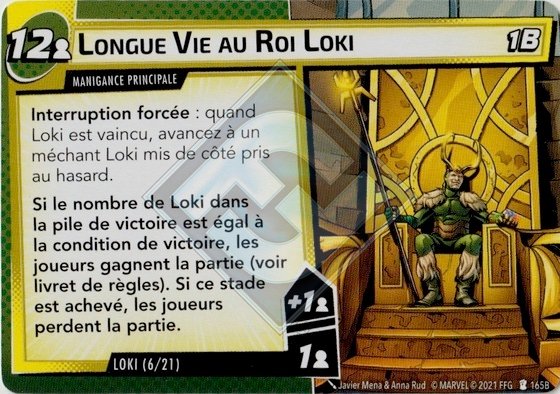 12
LONGUE VIE AU ROI LOKI
1B
MANIGANCE PRINCIPALE
Interruption forcée : quand
Loki est vaincu, avancez à un
méchant Loki mis de côté pris
au hasard.
Si le nombre de Loki dans
la pile de victoire est égal à
la condition de victoire, les
joueurs gagnent la partie (voir
livret de règles). Si ce stade
est achevé, les joueurs
perdent la partie.
+1
1
LOKI (6/21)
Javier Mena & Anna Rud © MARVEL © 2021 FFG 165B